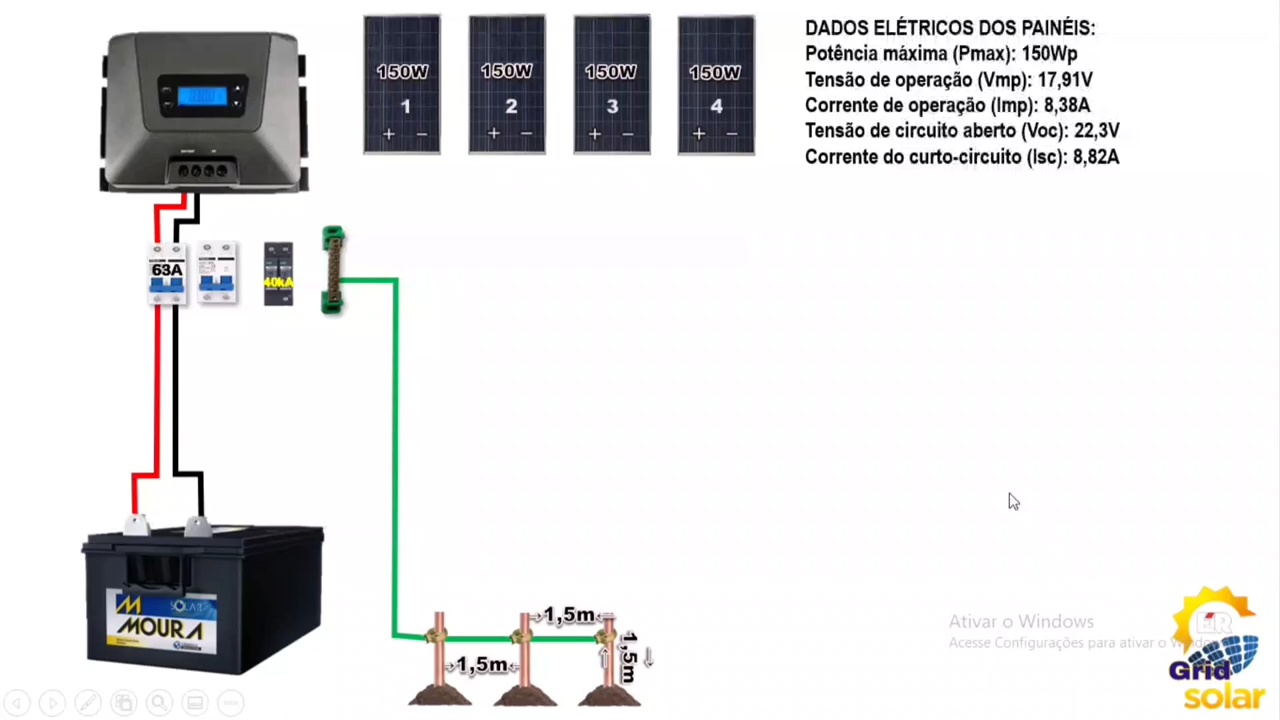 DADOS ELÉTRICOS DOS PAINÉIS:
Potência máxima (Pmax): 150Wp
Tensão de operação (Vmp): 17,91V
Corrente de operação (Imp): 8,38A
Tensão de circuito aberto (Voc): 22,3V
Corrente do curto-circuito (Isc): 8,82A
150W
1
+ −
150W
2
+ −
150W
3
+ −
150W
4
+ −
63A
40kA
SOLAR
MOURA
1,5m
1,5m
1,5m
Ativar o Windows
Acesse Configurações para ativar o
ER
Grid
solar